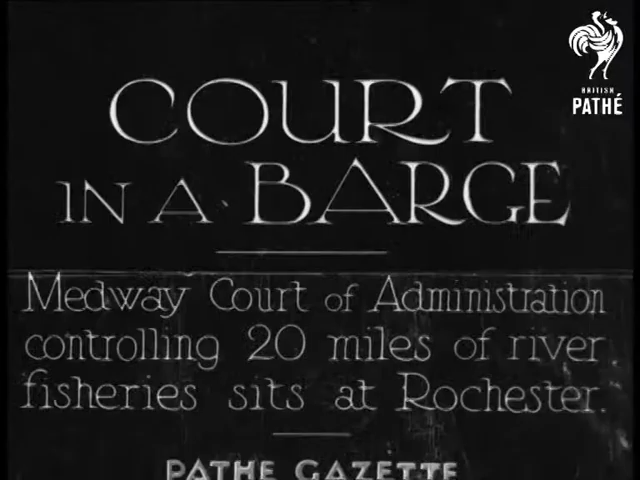 BRITISH
PATHÉ
COURT
IN A BARGE
Medway Court of Administration
controlling 20 miles of river
fisheries sits at Rochester.
PATHE GAZETTE